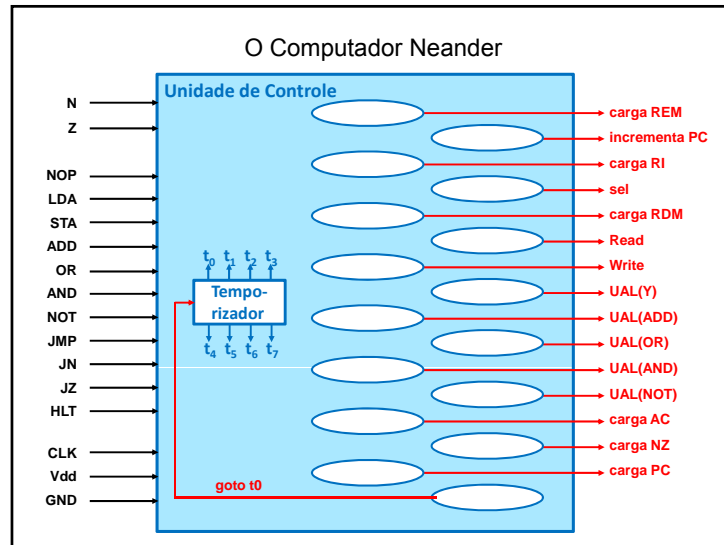 O Computador Neander
Unidade de Controle
N
Z
NOP
LDA
STA
ADD
OR
AND
NOT
JMP
JN
JZ
HLT
CLK
Vdd
GND
t0 t1 t2 t3
Tempo-
rizador
t4 t5 t6 t7
goto t0
carga REM
incrementa PC
carga RI
sel
carga RDM
Read
Write
UAL(Y)
UAL(ADD)
UAL(OR)
UAL(AND)
UAL(NOT)
carga AC
carga NZ
carga PC